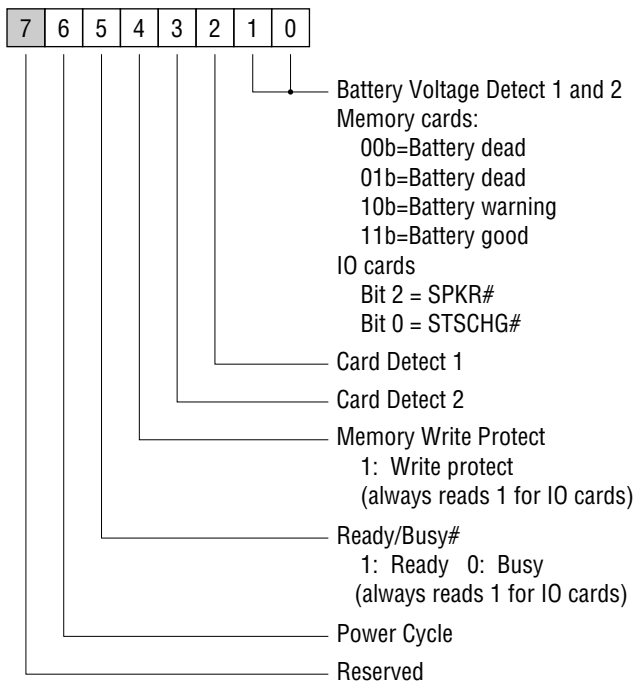 7 6 5 4 3 2 1 0
Battery Voltage Detect 1 and 2
Memory cards:
00b=Battery dead
01b=Battery dead
10b=Battery warning
11b=Battery good
IO cards
Bit 2 = SPKR#
Bit 0 = STSCHG#
Card Detect 1
Card Detect 2
Memory Write Protect
1: Write protect
(always reads 1 for IO cards)
Ready/Busy#
1: Ready 0: Busy
(always reads 1 for IO cards)
Power Cycle
Reserved